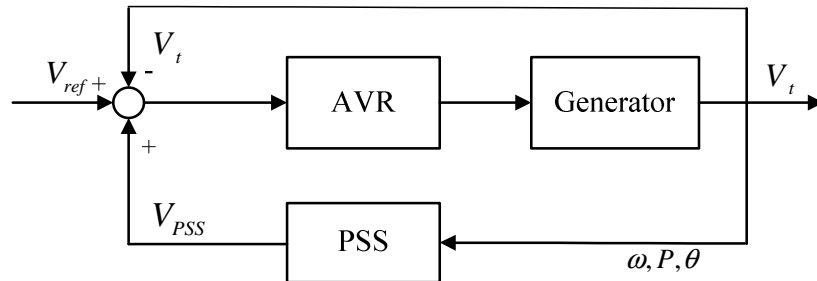 V_t
-
V_ref +
AVR
Generator
V_t
+
V_PSS
PSS
ω, P, θ